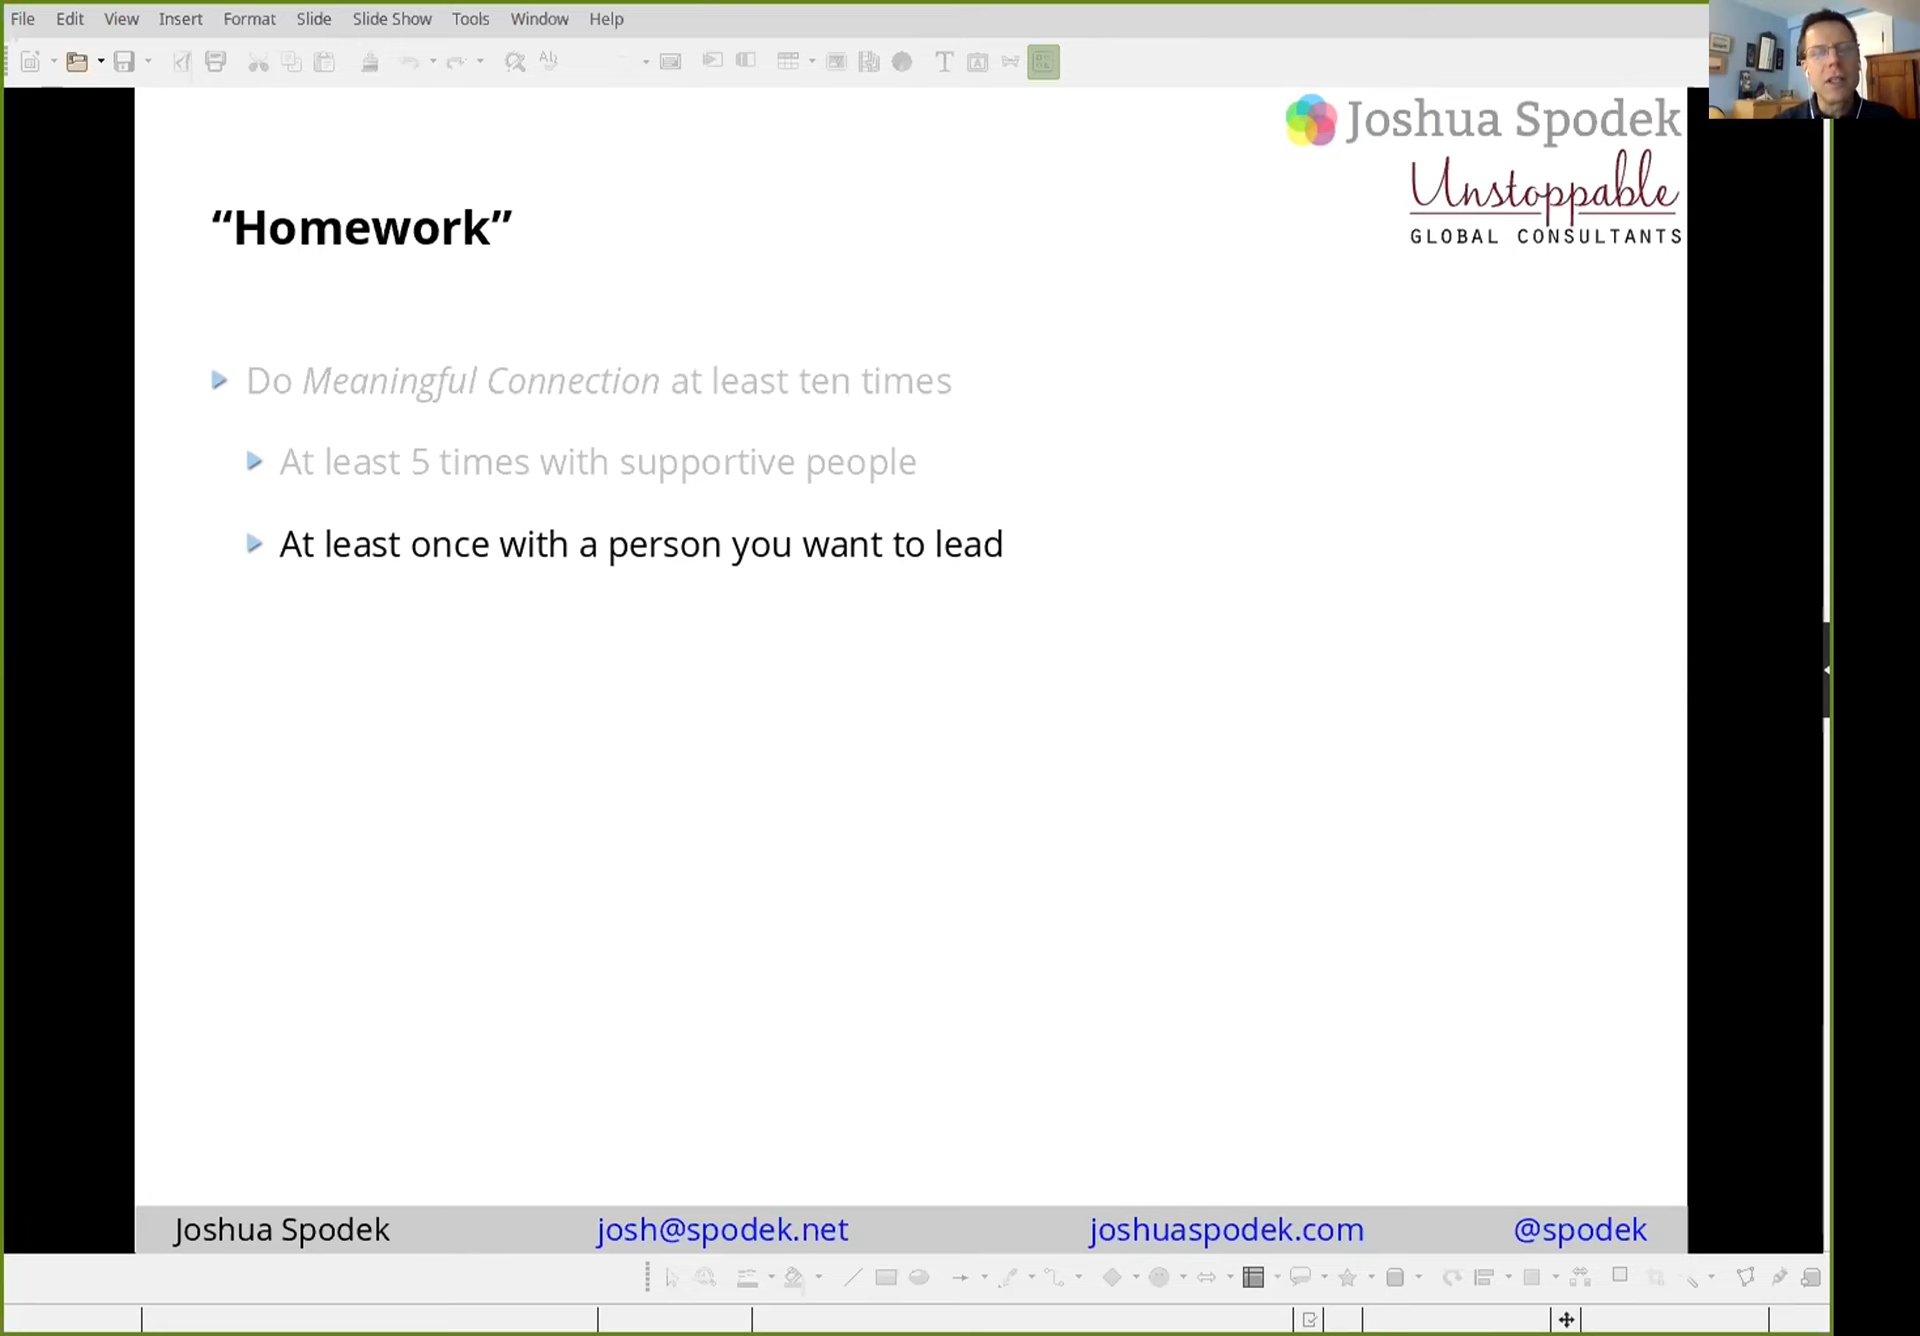 File Edit View Insert Format Slide Slide Show Tools Window Help
Joshua Spodek
Unstoppable
GLOBAL CONSULTANTS
“Homework”
Do Meaningful Connection at least ten times
At least 5 times with supportive people
At least once with a person you want to lead
Joshua Spodek josh@spodek.net joshuaspodek.com @spodek